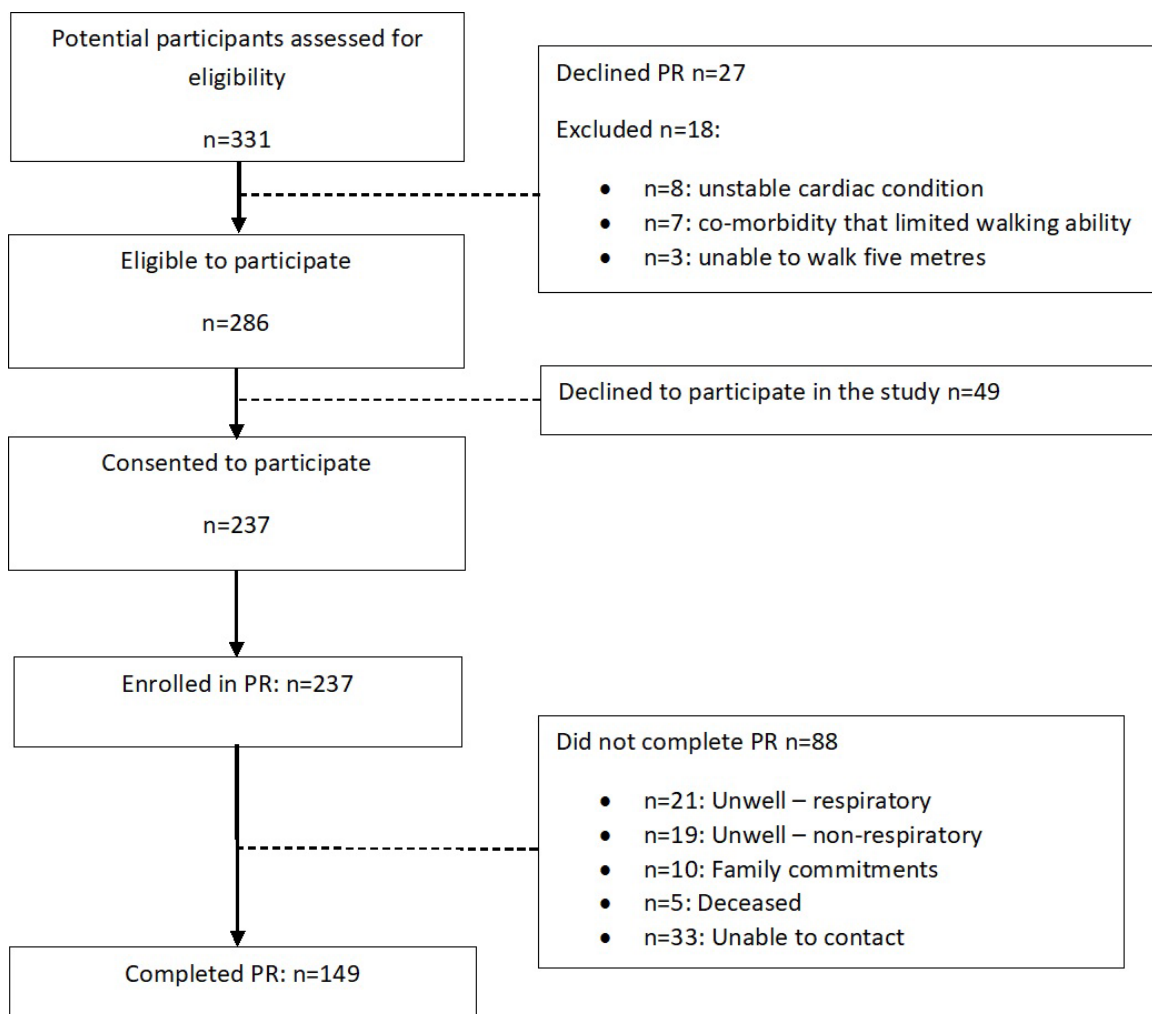 Potential participants assessed for
eligibility
n=331
Declined PR n=27
Excluded n=18:
• n=8: unstable cardiac condition
• n=7: co-morbidity that limited walking ability
• n=3: unable to walk five metres
Eligible to participate
n=286
Declined to participate in the study n=49
Consented to participate
n=237
Enrolled in PR: n=237
Did not complete PR n=88
• n=21: Unwell – respiratory
• n=19: Unwell – non-respiratory
• n=10: Family commitments
• n=5: Deceased
• n=33: Unable to contact
Completed PR: n=149